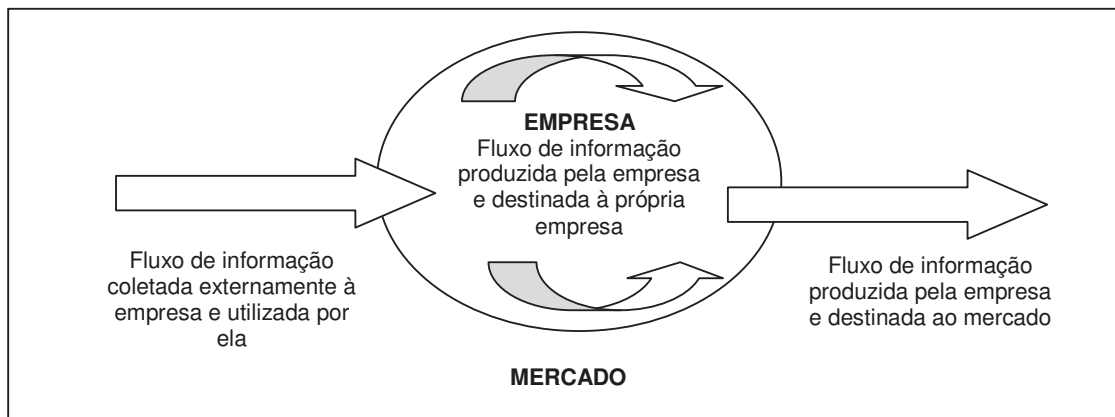 EMPRESA
Fluxo de informação
produzida pela empresa
e destinada à própria
empresa
Fluxo de informação
coletada externamente à
empresa e utilizada por
ela
Fluxo de informação
produzida pela empresa
e destinada ao mercado
MERCADO